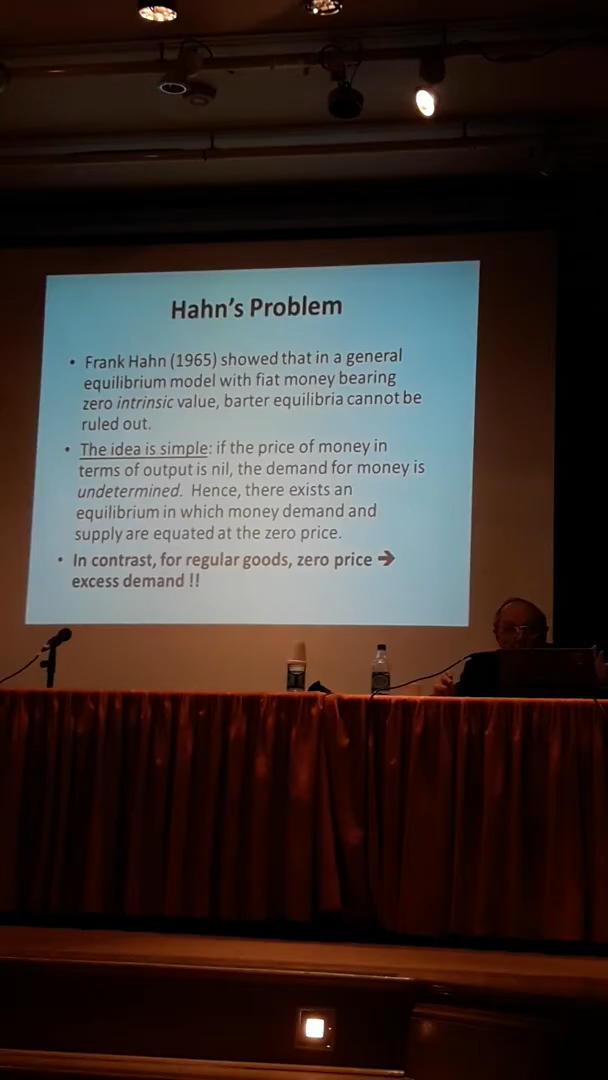 Hahn's Problem
• Frank Hahn (1965) showed that in a general
equilibrium model with fiat money bearing
zero intrinsic value, barter equilibria cannot be
ruled out.
• The idea is simple: if the price of money in
terms of output is nil, the demand for money is
undetermined. Hence, there exists an
equilibrium in which money demand and
supply are equated at the zero price.
• In contrast, for regular goods, zero price ➔
excess demand !!